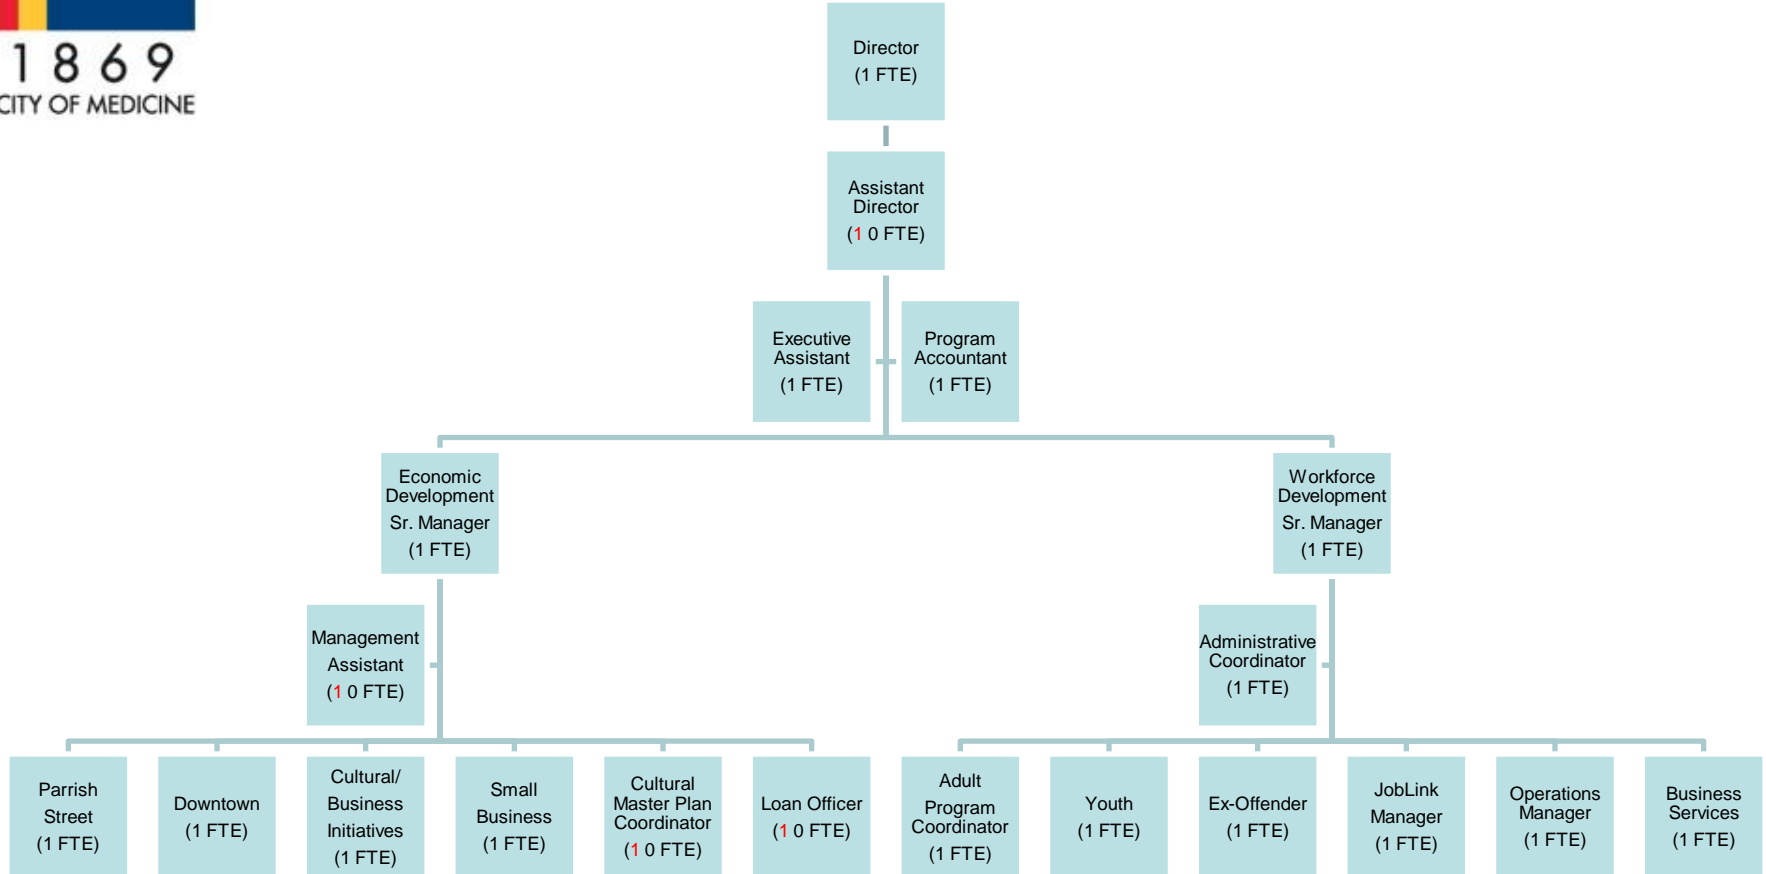 1869
CITY OF MEDICINE
Director
(1 FTE)
Assistant
Director
(1 0 FTE)
Executive
Assistant
(1 FTE)
Program
Accountant
(1 FTE)
Economic
Development
Sr. Manager
(1 FTE)
Workforce
Development
Sr. Manager
(1 FTE)
Management
Assistant
(1 0 FTE)
Administrative
Coordinator
(1 FTE)
Parrish
Street
(1 FTE)
Downtown
(1 FTE)
Cultural/
Business
Initiatives
(1 FTE)
Small
Business
(1 FTE)
Cultural
Master Plan
Coordinator
(1 0 FTE)
Loan Officer
(1 0 FTE)
Adult
Program
Coordinator
(1 FTE)
Youth
(1 FTE)
Ex-Offender
(1 FTE)
JobLink
Manager
(1 FTE)
Operations
Manager
(1 FTE)
Business
Services
(1 FTE)